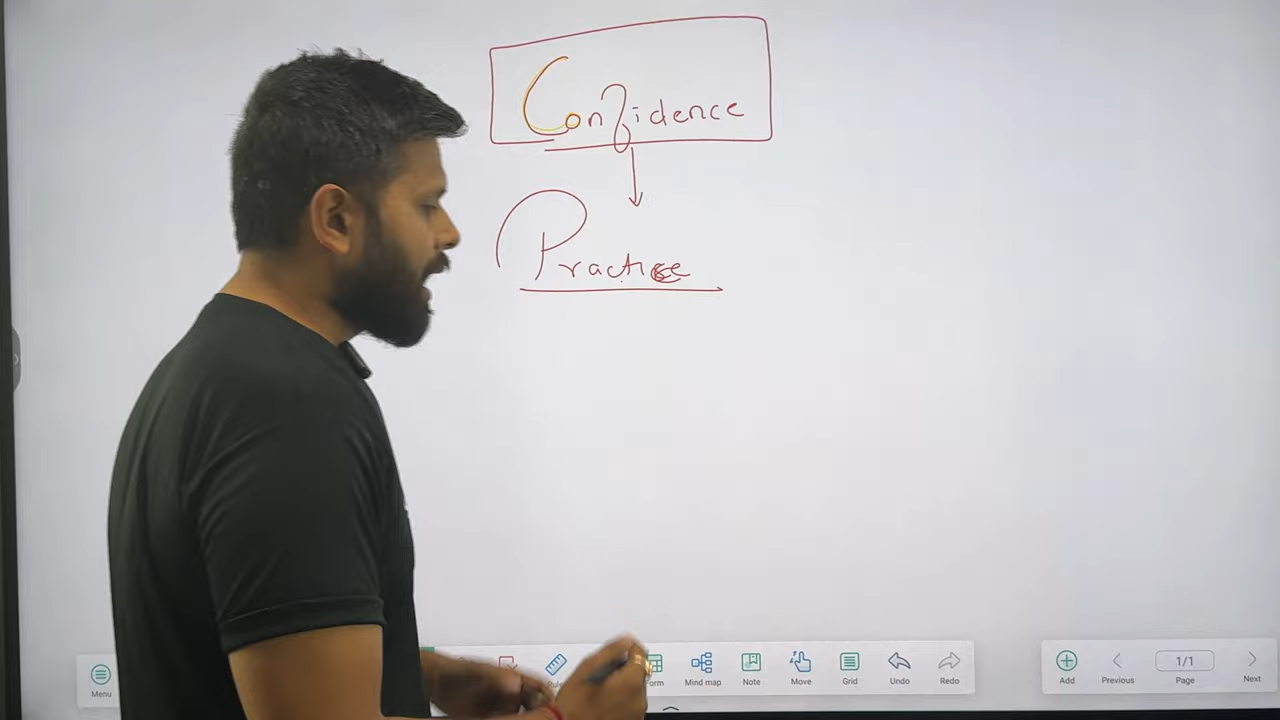 Confidence
Practice
Menu
Form
Mind map
Note
Move
Grid
Undo
Redo
Add
Previous
1/1
Page
Next